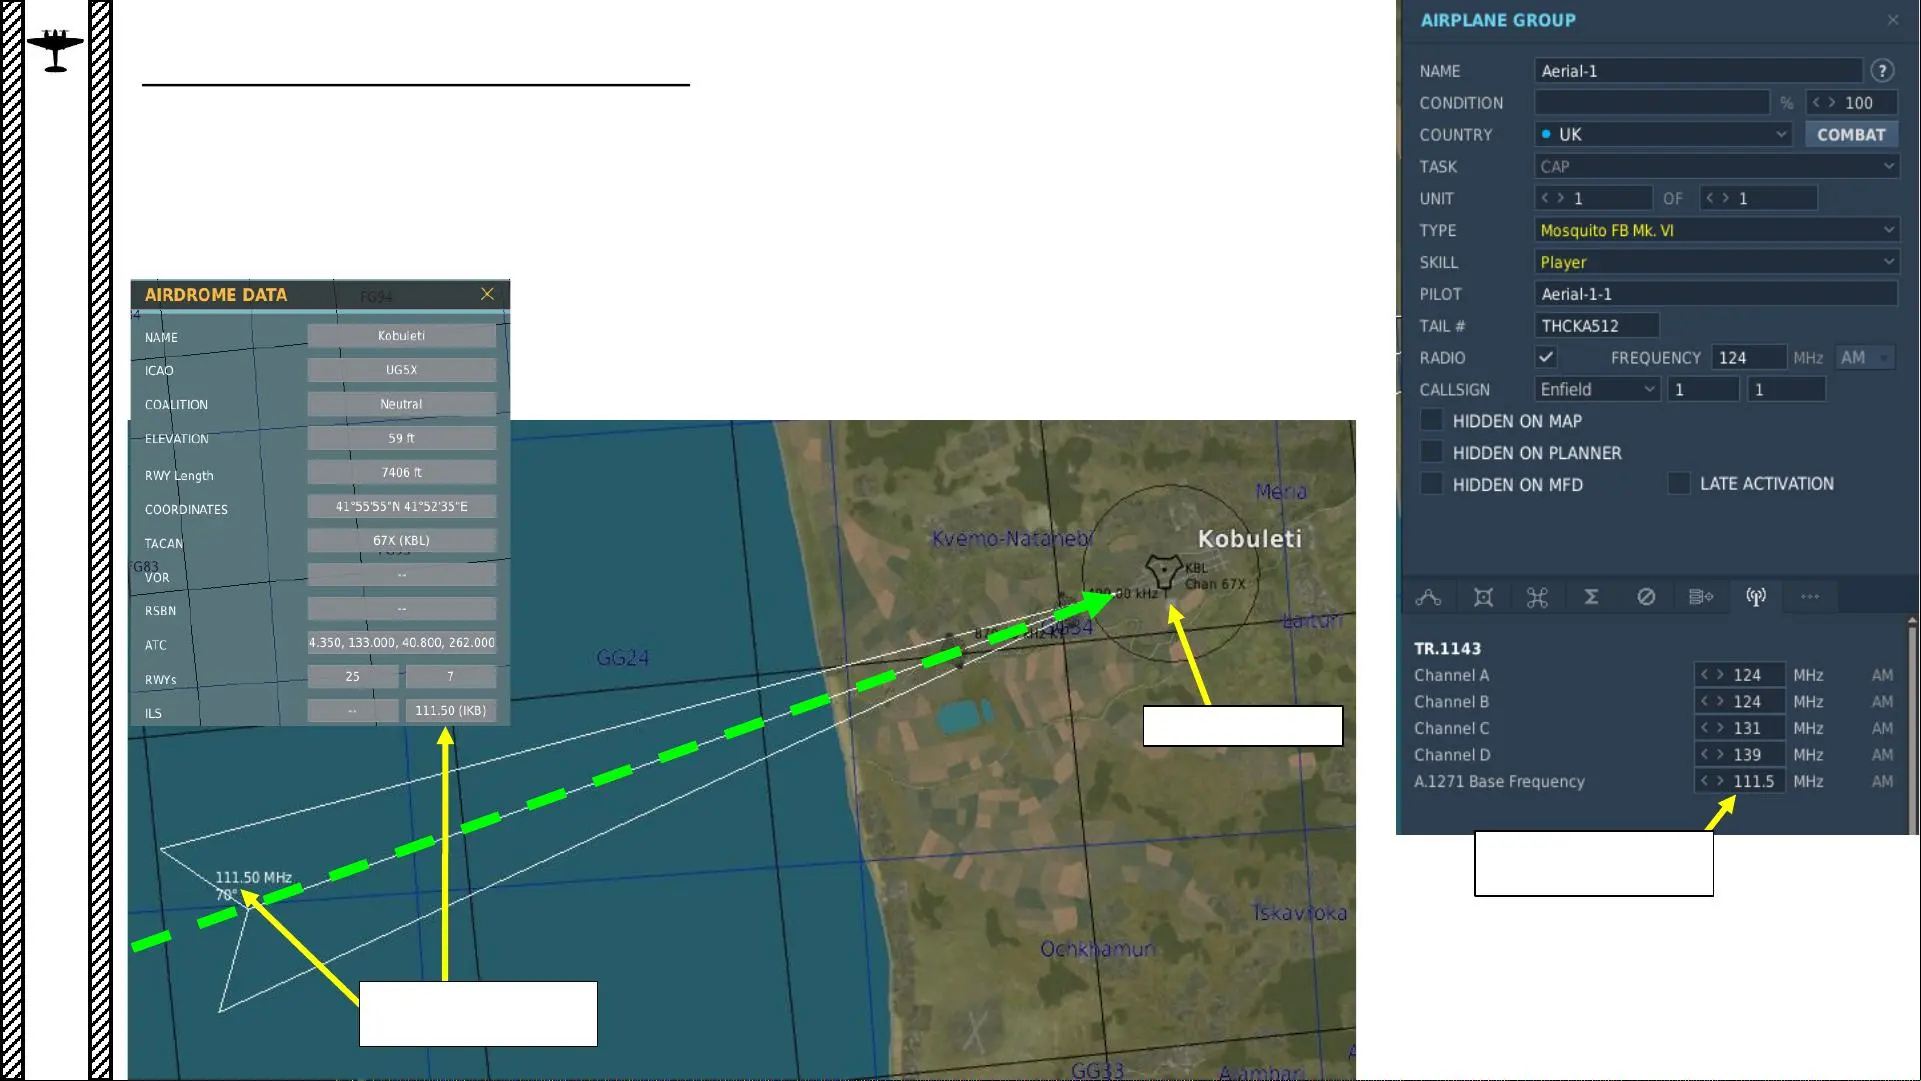 AIRDROME DATA
FG94
NAME Kobuleti
ICAO UG5X
COALITION Neutral
ELEVATION 59 ft
RWY Length 7406 ft
COORDINATES 41°55'55"N 41°52'35"E
TACAN 67X (KBL)
VOR --
RSBN --
ATC 4.350, 133.000, 40.800, 262.000
RWYs 25 7
ILS -- 111.50 (IKB)
Meria
Kvemo-Natanebi
Kobuleti
KBL
Chan 67X
kHz
Laituri
GG24
111.50 MHz
70°
Tskavroka
Ochkhamuri
GG33
AIRPLANE GROUP
NAME Aerial-1 ?
CONDITION % < > 100
COUNTRY UK COMBAT
TASK CAP
UNIT < > 1 OF < > 1
TYPE Mosquito FB Mk. VI
SKILL Player
PILOT Aerial-1-1
TAIL # THCKA512
RADIO FREQUENCY 124 MHz AM
CALLSIGN Enfield 1 1
HIDDEN ON MAP
HIDDEN ON PLANNER
HIDDEN ON MFD LATE ACTIVATION
TR.1143
Channel A < > 124 MHz AM
Channel B < > 124 MHz AM
Channel C < > 131 MHz AM
Channel D < > 139 MHz AM
A.1271 Base Frequency < > 111.5 MHz AM